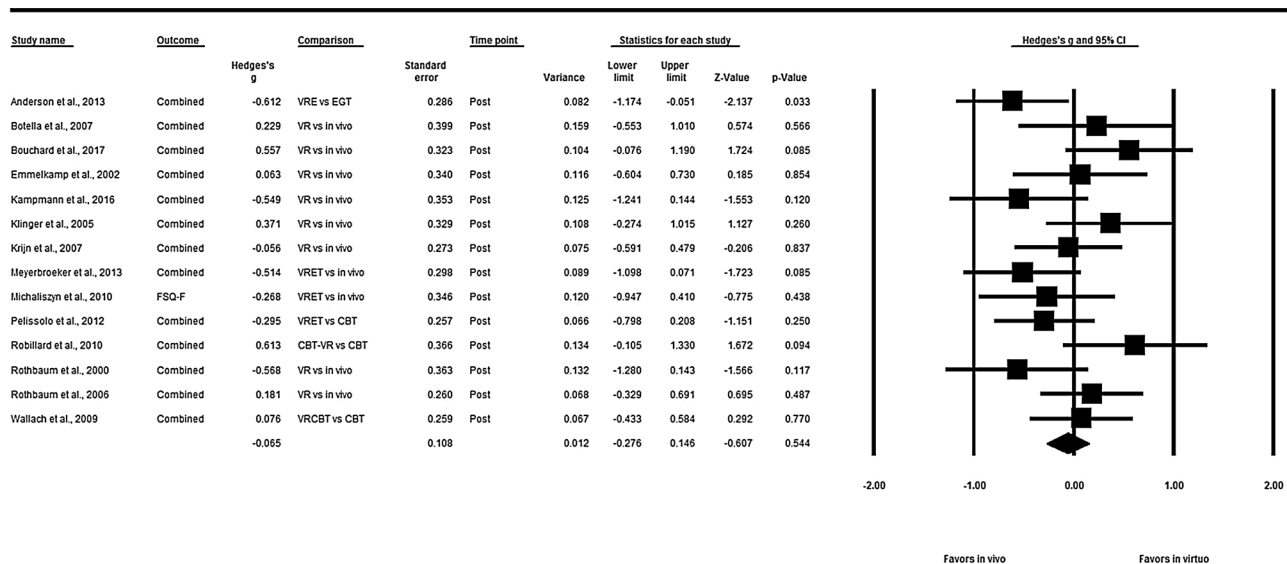 Study name Outcome Comparison Time point Statistics for each study Hedges's g and 95% CI
Hedges's g Standard error Variance Lower limit Upper limit Z-Value p-Value
Anderson et al., 2013 Combined -0.612 VRE vs EGT 0.286 Post 0.082 -1.174 -0.051 -2.137 0.033
Botella et al., 2007 Combined 0.229 VR vs in vivo 0.399 Post 0.159 -0.553 1.010 0.574 0.566
Bouchard et al., 2017 Combined 0.557 VR vs in vivo 0.323 Post 0.104 -0.076 1.190 1.724 0.085
Emmelkamp et al., 2002 Combined 0.063 VR vs in vivo 0.340 Post 0.116 -0.604 0.730 0.185 0.854
Kampmann et al., 2016 Combined -0.549 VR vs in vivo 0.353 Post 0.125 -1.241 0.144 -1.553 0.120
Klinger et al., 2005 Combined 0.371 VR vs in vivo 0.329 Post 0.108 -0.274 1.015 1.127 0.260
Krijn et al., 2007 Combined -0.056 VR vs in vivo 0.273 Post 0.075 -0.591 0.479 -0.206 0.837
Meyerbroeker et al., 2013 Combined -0.514 VRET vs in vivo 0.298 Post 0.089 -1.098 0.071 -1.723 0.085
Michaliszyn et al., 2010 FSQ-F -0.268 VRET vs in vivo 0.346 Post 0.120 -0.947 0.410 -0.775 0.438
Pelissolo et al., 2012 Combined -0.295 VRET vs CBT 0.257 Post 0.066 -0.798 0.208 -1.151 0.250
Robillard et al., 2010 Combined 0.613 CBT-VR vs CBT 0.366 Post 0.134 -0.105 1.330 1.672 0.094
Rothbaum et al., 2000 Combined -0.568 VR vs in vivo 0.363 Post 0.132 -1.280 0.143 -1.566 0.117
Rothbaum et al., 2006 Combined 0.181 VR vs in vivo 0.260 Post 0.068 -0.329 0.691 0.695 0.487
Wallach et al., 2009 Combined 0.076 VRCBT vs CBT 0.259 Post 0.067 -0.433 0.584 0.292 0.770
-0.065 0.108 0.012 -0.276 0.146 -0.607 0.544
-2.00 -1.00 0.00 1.00 2.00
Favors in vivo Favors in virtuo